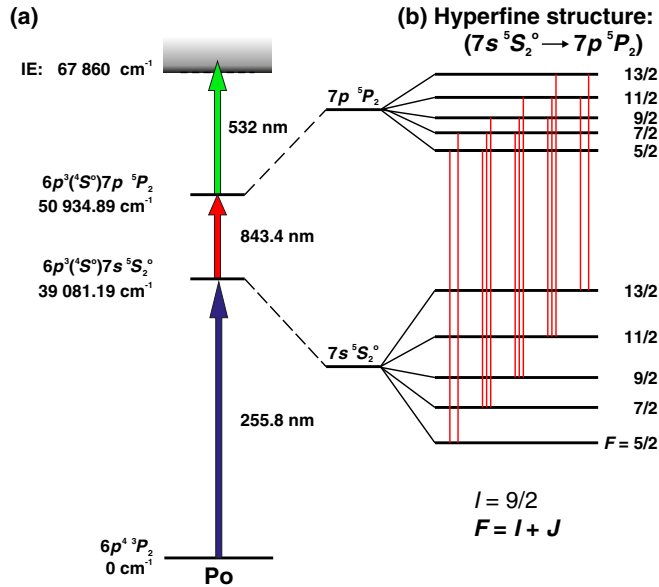 (a)
IE: 67 860 cm⁻¹
532 nm
6p³(⁴S°)7p ⁵P₂
50 934.89 cm⁻¹
843.4 nm
6p³(⁴S°)7s ⁵S₂°
39 081.19 cm⁻¹
255.8 nm
6p⁴ ³P₂
0 cm⁻¹
Po
(b) Hyperfine structure:
(7s ⁵S₂° → 7p ⁵P₂)
7p ⁵P₂
13/2
11/2
9/2
7/2
5/2
7s ⁵S₂°
13/2
11/2
9/2
7/2
F = 5/2
I = 9/2
F = I + J